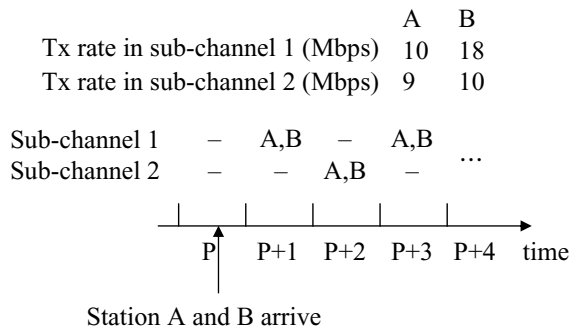 A B
Tx rate in sub-channel 1 (Mbps) 10 18
Tx rate in sub-channel 2 (Mbps) 9 10
Sub-channel 1 – A,B – A,B ...
Sub-channel 2 – – A,B –
P P+1 P+2 P+3 P+4 time
Station A and B arrive